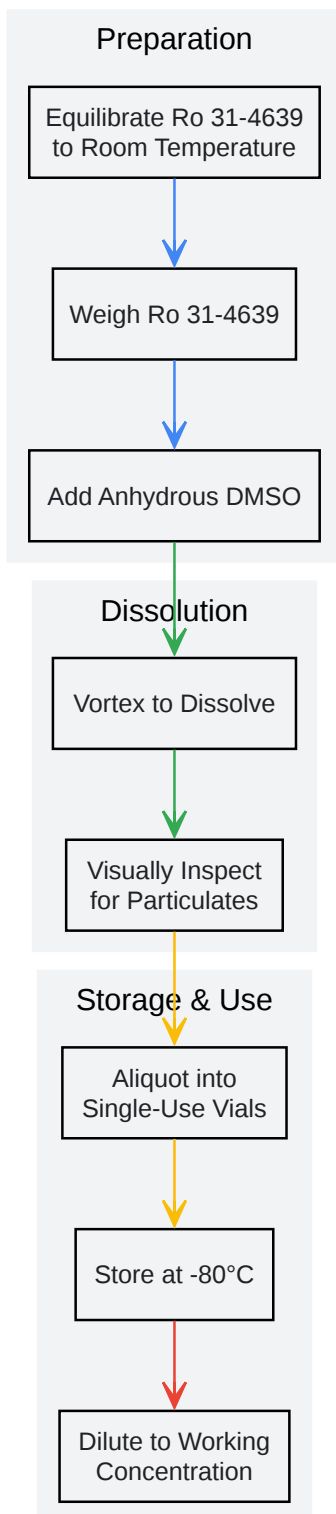 Preparation
Equilibrate Ro 31-4639
to Room Temperature
Weigh Ro 31-4639
Add Anhydrous DMSO
Dissolution
Vortex to Dissolve
Visually Inspect
for Particulates
Storage & Use
Aliquot into
Single-Use Vials
Store at -80°C
Dilute to Working
Concentration